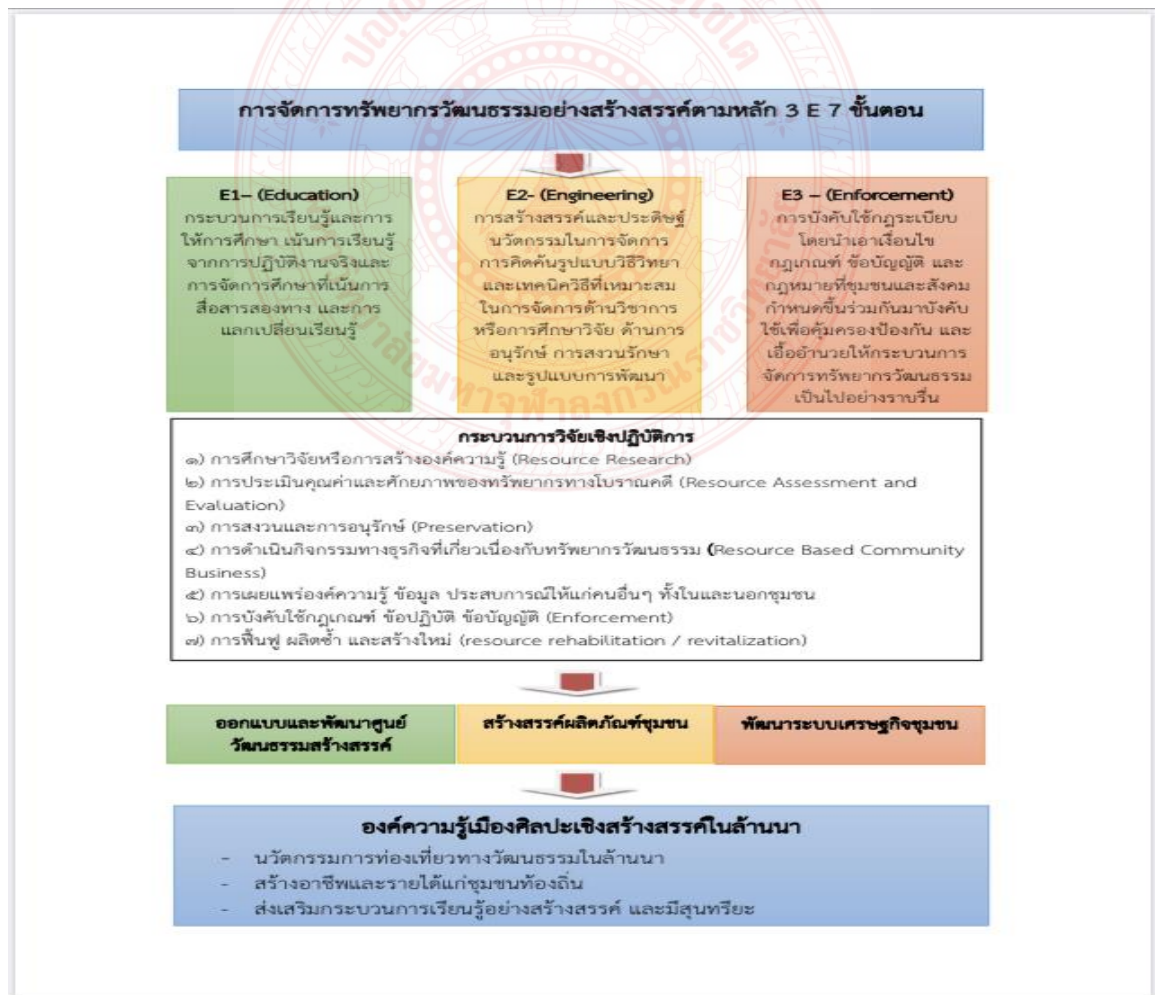 การจัดการทรัพยากรวัฒนธรรมอย่างสร้างสรรค์ตามหลัก 3 E 7 ขั้นตอน
E1– (Education)
กระบวนการเรียนรู้และการ
ให้การศึกษา เน้นการเรียนรู้
จากการปฏิบัติงานจริงและ
การจัดการศึกษาที่เน้นการ
สื่อสารสองทาง และการ
แลกเปลี่ยนเรียนรู้
E2- (Engineering)
การสร้างสรรค์และประดิษฐ์
นวัตกรรมในการจัดการ
การคิดค้นรูปแบบวิธีวิทยา
และเทคนิควิธีที่เหมาะสม
ในการจัดการด้านวิชาการ
หรือการศึกษาวิจัย ด้านการ
อนุรักษ์ การสงวนรักษา
และรูปแบบการพัฒนา
E3 – (Enforcement)
การบังคับใช้กฎระเบียบ
โดยนำเอาเงื่อนไข
กฎเกณฑ์ ข้อบัญญัติ และ
กฎหมายที่ชุมชนและสังคม
กำหนดขึ้นร่วมกันมาบังคับ
ใช้เพื่อคุ้มครองป้องกัน และ
เอื้ออำนวยให้กระบวนการ
จัดการทรัพยากรวัฒนธรรม
เป็นไปอย่างราบรื่น
กระบวนการวิจัยเชิงปฏิบัติการ
๑) การศึกษาวิจัยหรือการสร้างองค์ความรู้ (Resource Research)
๒) การประเมินคุณค่าและศักยภาพของทรัพยากรทางโบราณคดี (Resource Assessment and
Evaluation)
๓) การสงวนและการอนุรักษ์ (Preservation)
๔) การดำเนินกิจกรรมทางธุรกิจที่เกี่ยวเนื่องกับทรัพยากรวัฒนธรรม (Resource Based Community
Business)
๕) การเผยแพร่องค์ความรู้ ข้อมูล ประสบการณ์ให้แก่คนอื่นๆ ทั้งในและนอกชุมชน
๖) การบังคับใช้กฎเกณฑ์ ข้อปฏิบัติ ข้อบัญญัติ (Enforcement)
๗) การฟื้นฟู ผลิตซ้ำ และสร้างใหม่ (resource rehabilitation / revitalization)
ออกแบบและพัฒนาศูนย์
วัฒนธรรมสร้างสรรค์
สร้างสรรค์ผลิตภัณฑ์ชุมชน
พัฒนาระบบเศรษฐกิจชุมชน
องค์ความรู้เมืองศิลปะเชิงสร้างสรรค์ในล้านนา
- นวัตกรรมการท่องเที่ยวทางวัฒนธรรมในล้านนา
- สร้างอาชีพและรายได้แก่ชุมชนท้องถิ่น
- ส่งเสริมกระบวนการเรียนรู้อย่างสร้างสรรค์ และมีสุนทรียะ